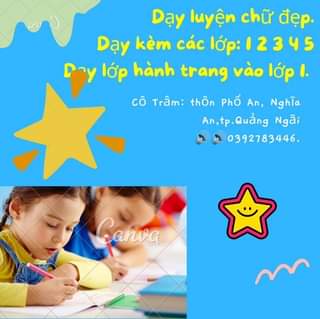 Dạy luyện chữ đẹp.
Dạy kèm các lớp: 1 2 3 4 5
Dạy lớp hành trang vào lớp 1.
CÔ Trâm: thôn Phố An, Nghĩa
An,tp.Quảng Ngãi
🔊🔊0392783446.
Canva